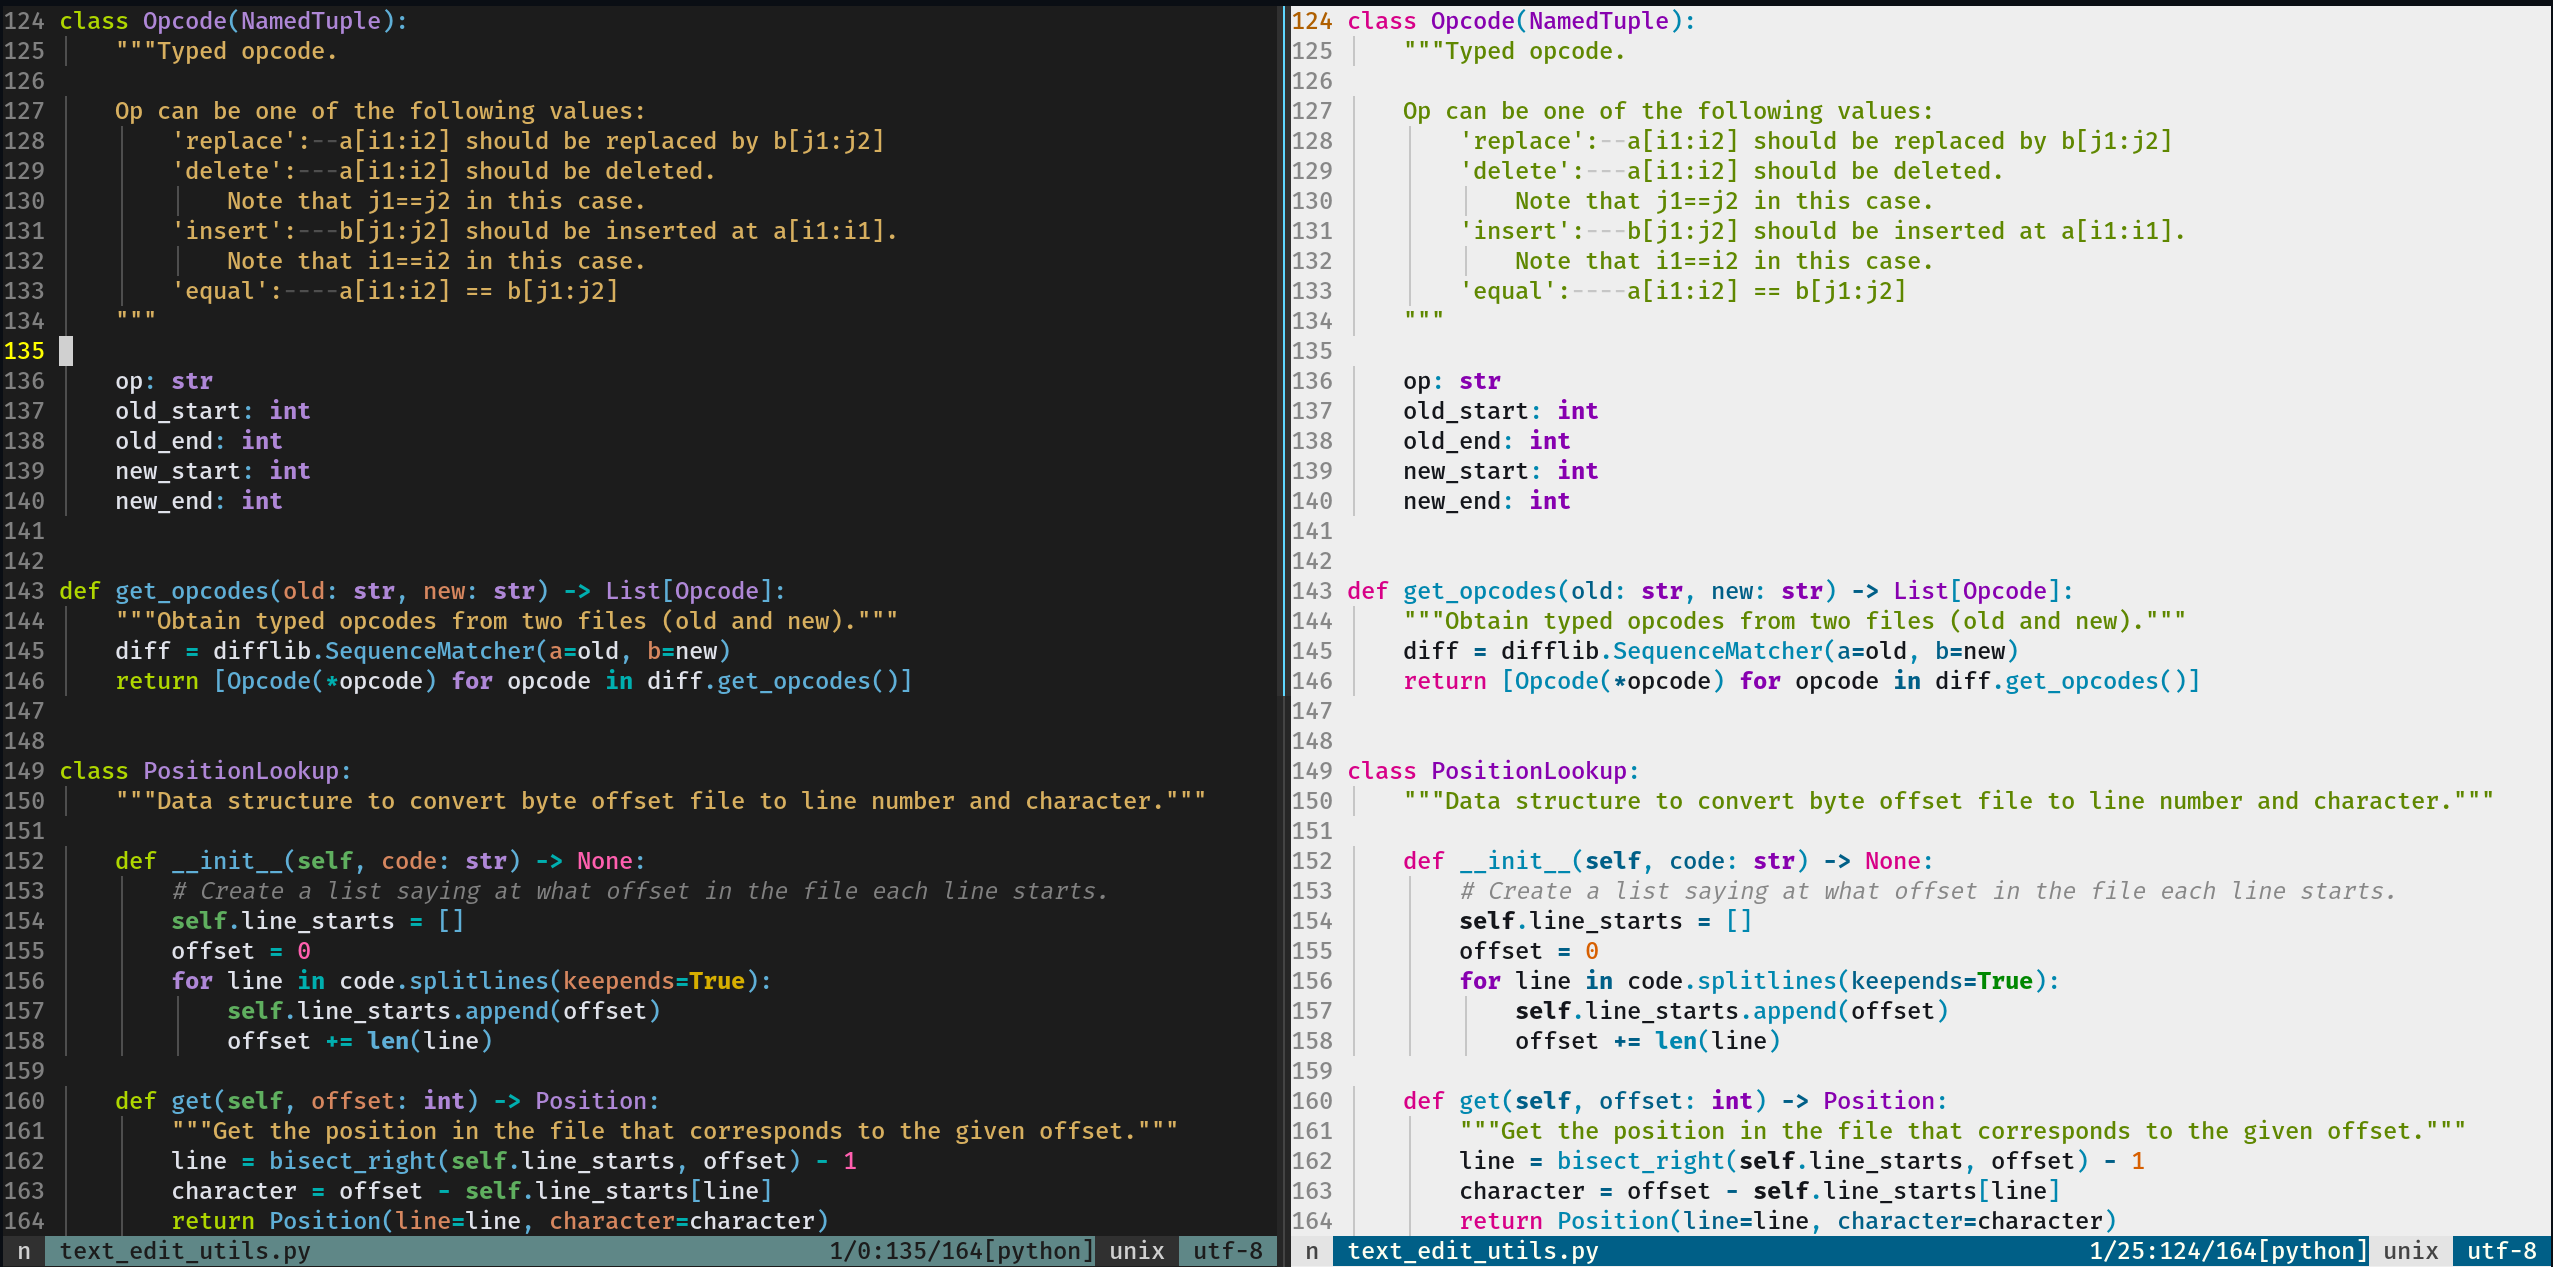 124 class Opcode(NamedTuple):
125     """Typed opcode.
126
127     Op can be one of the following values:
128         'replace':--a[i1:i2] should be replaced by b[j1:j2]
129         'delete':---a[i1:i2] should be deleted.
130             Note that j1==j2 in this case.
131         'insert':---b[j1:j2] should be inserted at a[i1:i1].
132             Note that i1==i2 in this case.
133         'equal':----a[i1:i2] == b[j1:j2]
134     """
135
136     op: str
137     old_start: int
138     old_end: int
139     new_start: int
140     new_end: int
141
142
143 def get_opcodes(old: str, new: str) -> List[Opcode]:
144     """Obtain typed opcodes from two files (old and new)."""
145     diff = difflib.SequenceMatcher(a=old, b=new)
146     return [Opcode(*opcode) for opcode in diff.get_opcodes()]
147
148
149 class PositionLookup:
150     """Data structure to convert byte offset file to line number and character."""
151
152     def __init__(self, code: str) -> None:
153         # Create a list saying at what offset in the file each line starts.
154         self.line_starts = []
155         offset = 0
156         for line in code.splitlines(keepends=True):
157             self.line_starts.append(offset)
158             offset += len(line)
159
160     def get(self, offset: int) -> Position:
161         """Get the position in the file that corresponds to the given offset."""
162         line = bisect_right(self.line_starts, offset) - 1
163         character = offset - self.line_starts[line]
164         return Position(line=line, character=character)
n text_edit_utils.py 1/0:135/164[python] unix utf-8
124 class Opcode(NamedTuple):
125     """Typed opcode.
126
127     Op can be one of the following values:
128         'replace':--a[i1:i2] should be replaced by b[j1:j2]
129         'delete':---a[i1:i2] should be deleted.
130             Note that j1==j2 in this case.
131         'insert':---b[j1:j2] should be inserted at a[i1:i1].
132             Note that i1==i2 in this case.
133         'equal':----a[i1:i2] == b[j1:j2]
134     """
135
136     op: str
137     old_start: int
138     old_end: int
139     new_start: int
140     new_end: int
141
142
143 def get_opcodes(old: str, new: str) -> List[Opcode]:
144     """Obtain typed opcodes from two files (old and new)."""
145     diff = difflib.SequenceMatcher(a=old, b=new)
146     return [Opcode(*opcode) for opcode in diff.get_opcodes()]
147
148
149 class PositionLookup:
150     """Data structure to convert byte offset file to line number and character."""
151
152     def __init__(self, code: str) -> None:
153         # Create a list saying at what offset in the file each line starts.
154         self.line_starts = []
155         offset = 0
156         for line in code.splitlines(keepends=True):
157             self.line_starts.append(offset)
158             offset += len(line)
159
160     def get(self, offset: int) -> Position:
161         """Get the position in the file that corresponds to the given offset."""
162         line = bisect_right(self.line_starts, offset) - 1
163         character = offset - self.line_starts[line]
164         return Position(line=line, character=character)
n text_edit_utils.py 1/25:124/164[python] unix utf-8